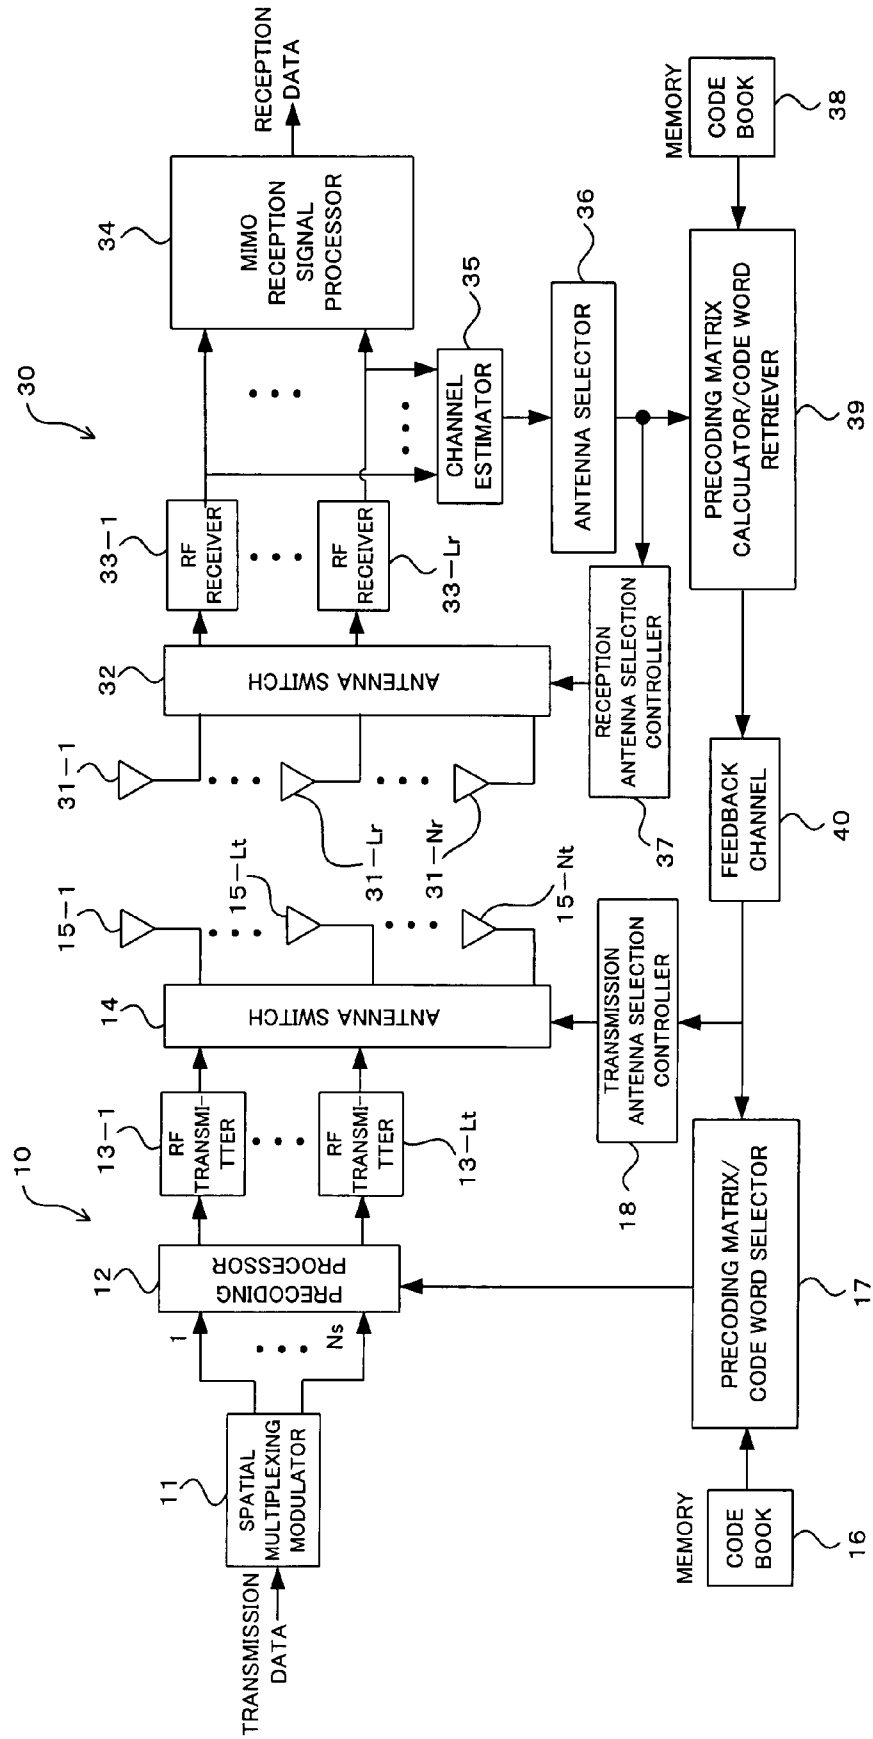 10
30
TRANSMISSION
DATA
11
SPATIAL
MULTIPLEXING
MODULATOR
1
Ns
12
PRECODING
PROCESSOR
13-1
RF
TRANSMI-
TTER
13-Lt
RF
TRANSMI-
TTER
14
ANTENNA SWITCH
15-1
15-Lt
15-Nt
31-1
31-Lr
31-Nr
32
ANTENNA SWITCH
33-1
RF
RECEIVER
33-Lr
RF
RECEIVER
34
MIMO
RECEPTION
SIGNAL
PROCESSOR
RECEPTION
DATA
35
CHANNEL
ESTIMATOR
36
ANTENNA SELECTOR
RECEPTION
ANTENNA SELECTION
CONTROLLER
37
TRANSMISSION
ANTENNA SELECTION
CONTROLLER
18
MEMORY
CODE
BOOK
16
PRECODING MATRIX/
CODE WORD SELECTOR
17
FEEDBACK
CHANNEL
40
PRECODING MATRIX
CALCULATOR/CODE WORD
RETRIEVER
39
MEMORY
CODE
BOOK
38